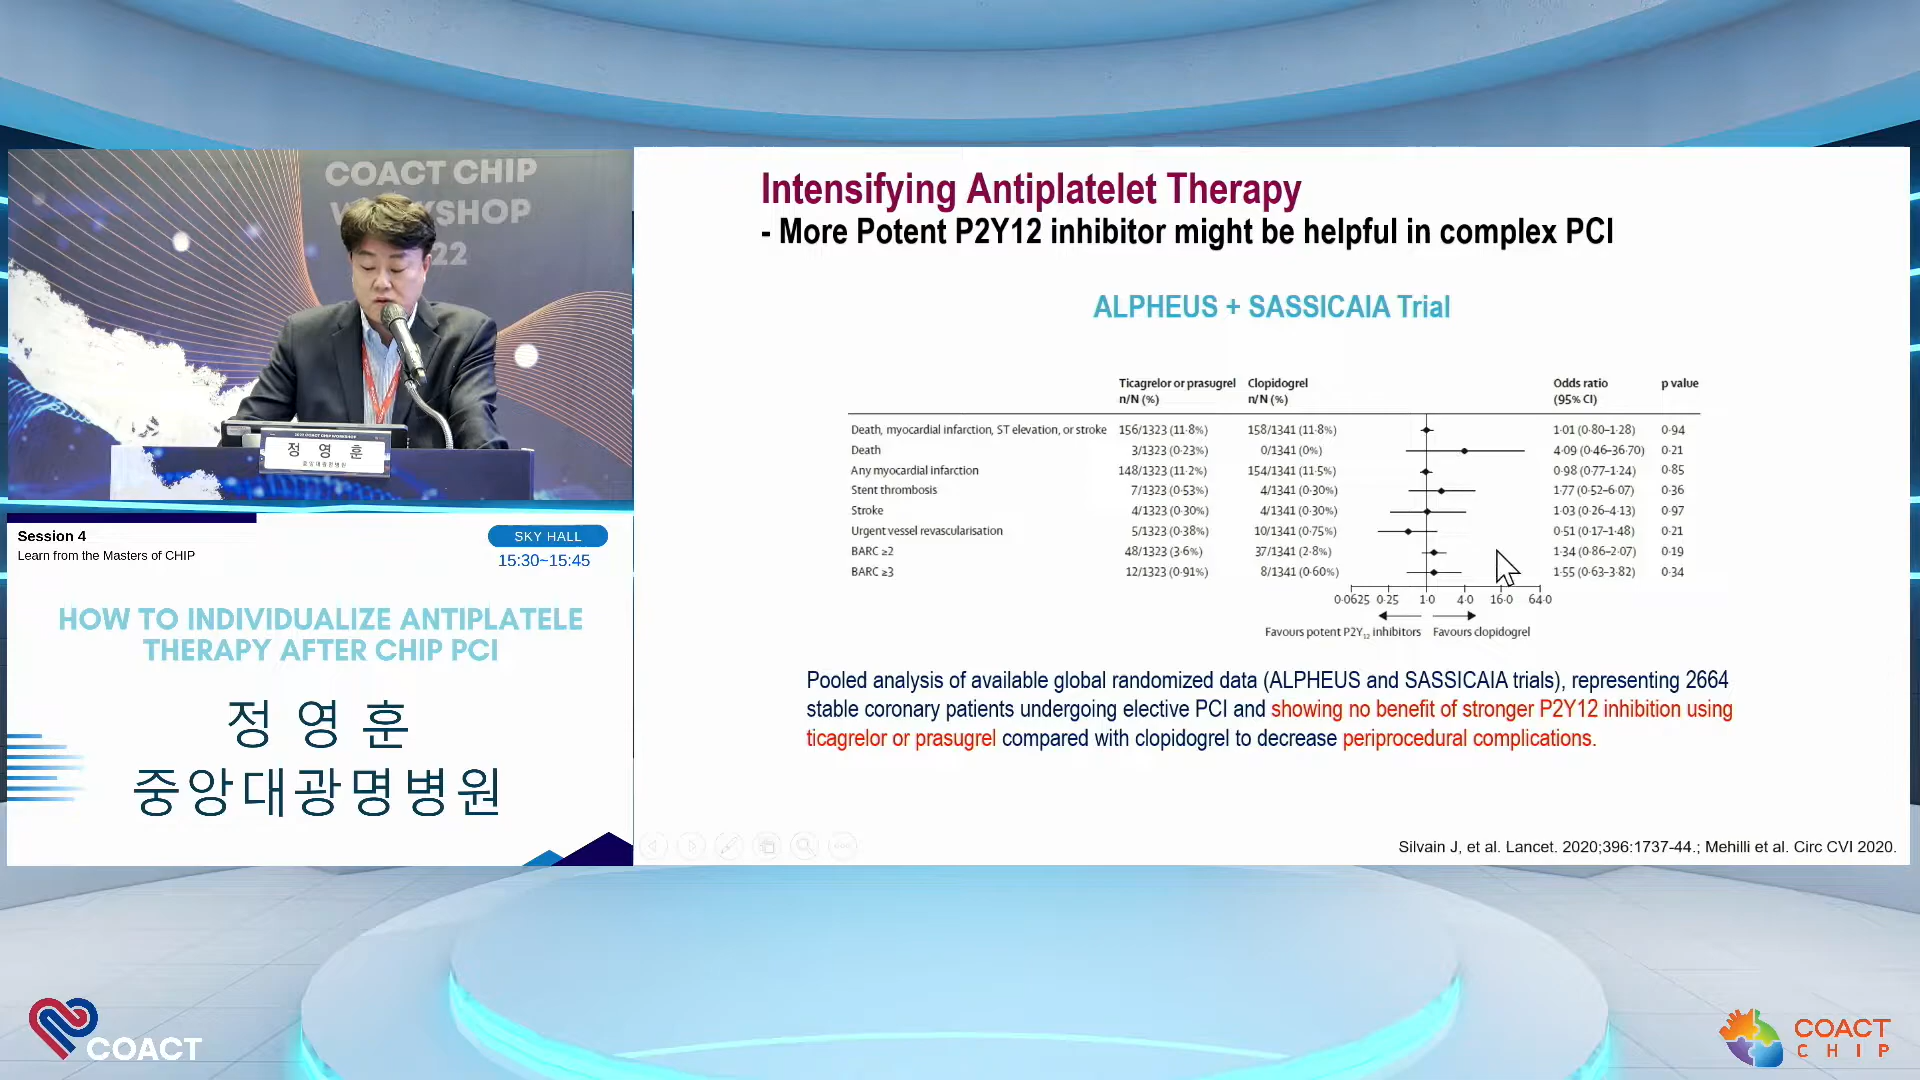 COACT CHIP
WORKSHOP
2022
정 영 훈
중앙대광명병원
Session 4
Learn from the Masters of CHIP
SKY HALL
15:30~15:45
HOW TO INDIVIDUALIZE ANTIPLATELE
THERAPY AFTER CHIP PCI
정 영 훈
중앙대광명병원
Intensifying Antiplatelet Therapy
- More Potent P2Y12 inhibitor might be helpful in complex PCI
ALPHEUS + SASSICAIA Trial
Ticagrelor or prasugrel n/N (%) Clopidogrel n/N (%) Odds ratio (95% CI) p value
Death, myocardial infarction, ST elevation, or stroke 156/1323 (11·8%) 158/1341 (11·8%) 1·01 (0·80–1·28) 0·94
Death 3/1323 (0·23%) 0/1341 (0%) 4·09 (0·46–36·70) 0·21
Any myocardial infarction 148/1323 (11·2%) 154/1341 (11·5%) 0·98 (0·77–1·24) 0·85
Stent thrombosis 7/1323 (0·53%) 4/1341 (0·30%) 1·77 (0·52–6·07) 0·36
Stroke 4/1323 (0·30%) 4/1341 (0·30%) 1·03 (0·26–4·13) 0·97
Urgent vessel revascularisation 5/1323 (0·38%) 10/1341 (0·75%) 0·51 (0·17–1·48) 0·21
BARC ≥2 48/1323 (3·6%) 37/1341 (2·8%) 1·34 (0·86–2·07) 0·19
BARC ≥3 12/1323 (0·91%) 8/1341 (0·60%) 1·55 (0·63–3·82) 0·34
0·0625 0·25 1·0 4·0 16·0 64·0
Favours potent P2Y12 inhibitors Favours clopidogrel
Pooled analysis of available global randomized data (ALPHEUS and SASSICAIA trials), representing 2664
stable coronary patients undergoing elective PCI and showing no benefit of stronger P2Y12 inhibition using
ticagrelor or prasugrel compared with clopidogrel to decrease periprocedural complications.
Silvain J, et al. Lancet. 2020;396:1737-44.; Mehilli et al. Circ CVI 2020.
COACT
COACT
CHIP